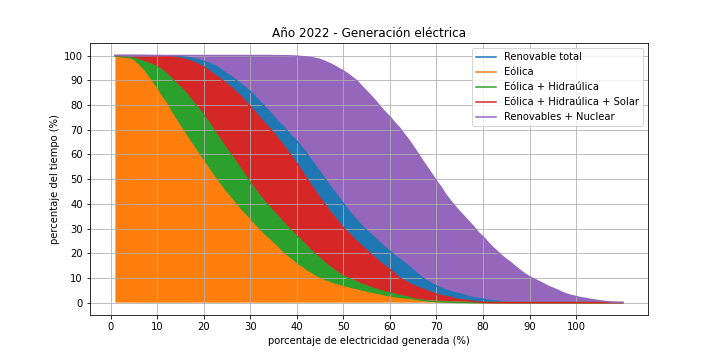 Año 2022 - Generación eléctrica
Renovable total
Eólica
Eólica + Hidraúlica
Eólica + Hidraúlica + Solar
Renovables + Nuclear
porcentaje del tiempo (%)
100
90
80
70
60
50
40
30
20
10
0
0 10 20 30 40 50 60 70 80 90 100
porcentaje de electricidad generada (%)